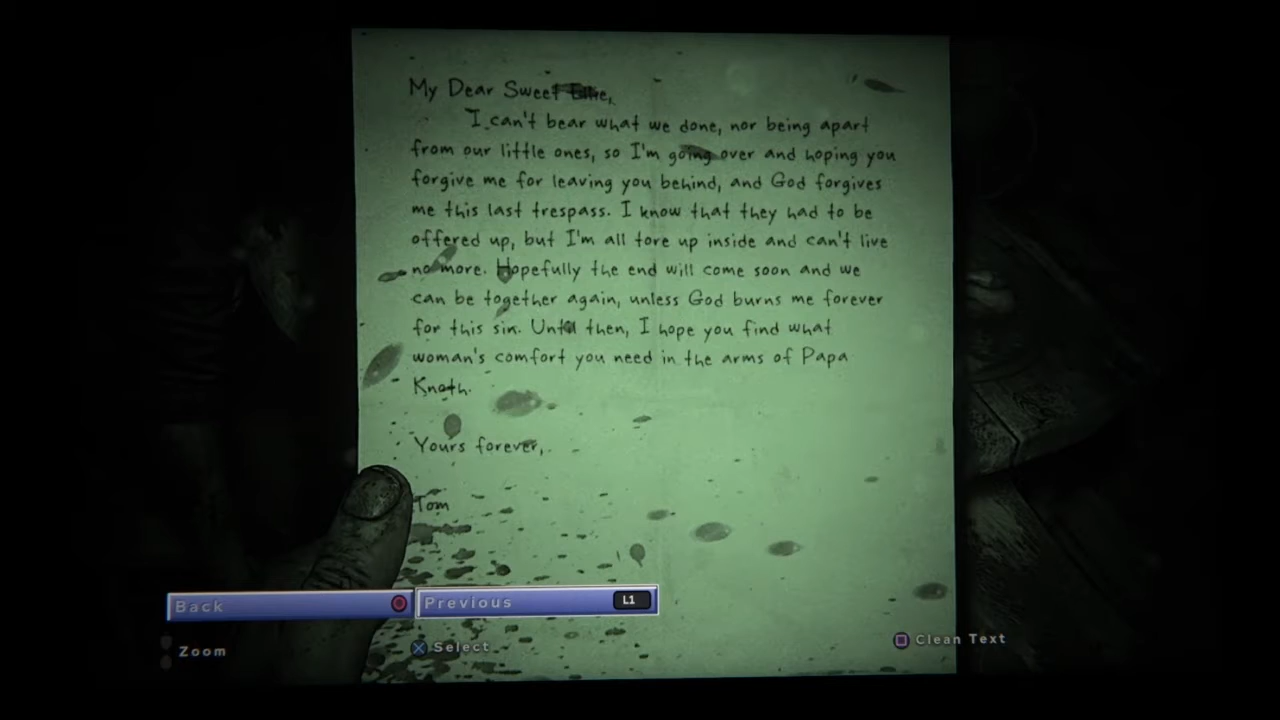 My Dear Sweet Ellie,
I can't bear what we done, nor being apart
from our little ones, so I'm going over and hoping you
forgive me for leaving you behind, and God forgives
me this last trespass. I know that they had to be
offered up, but I'm all tore up inside and can't live
no more. Hopefully the end will come soon and we
can be together again, unless God burns me forever
for this sin. Until then, I hope you find what
woman's comfort you need in the arms of Papa
Knoth.
Yours forever,
Tom
Back
Previous
L1
Zoom
Select
Clean Text